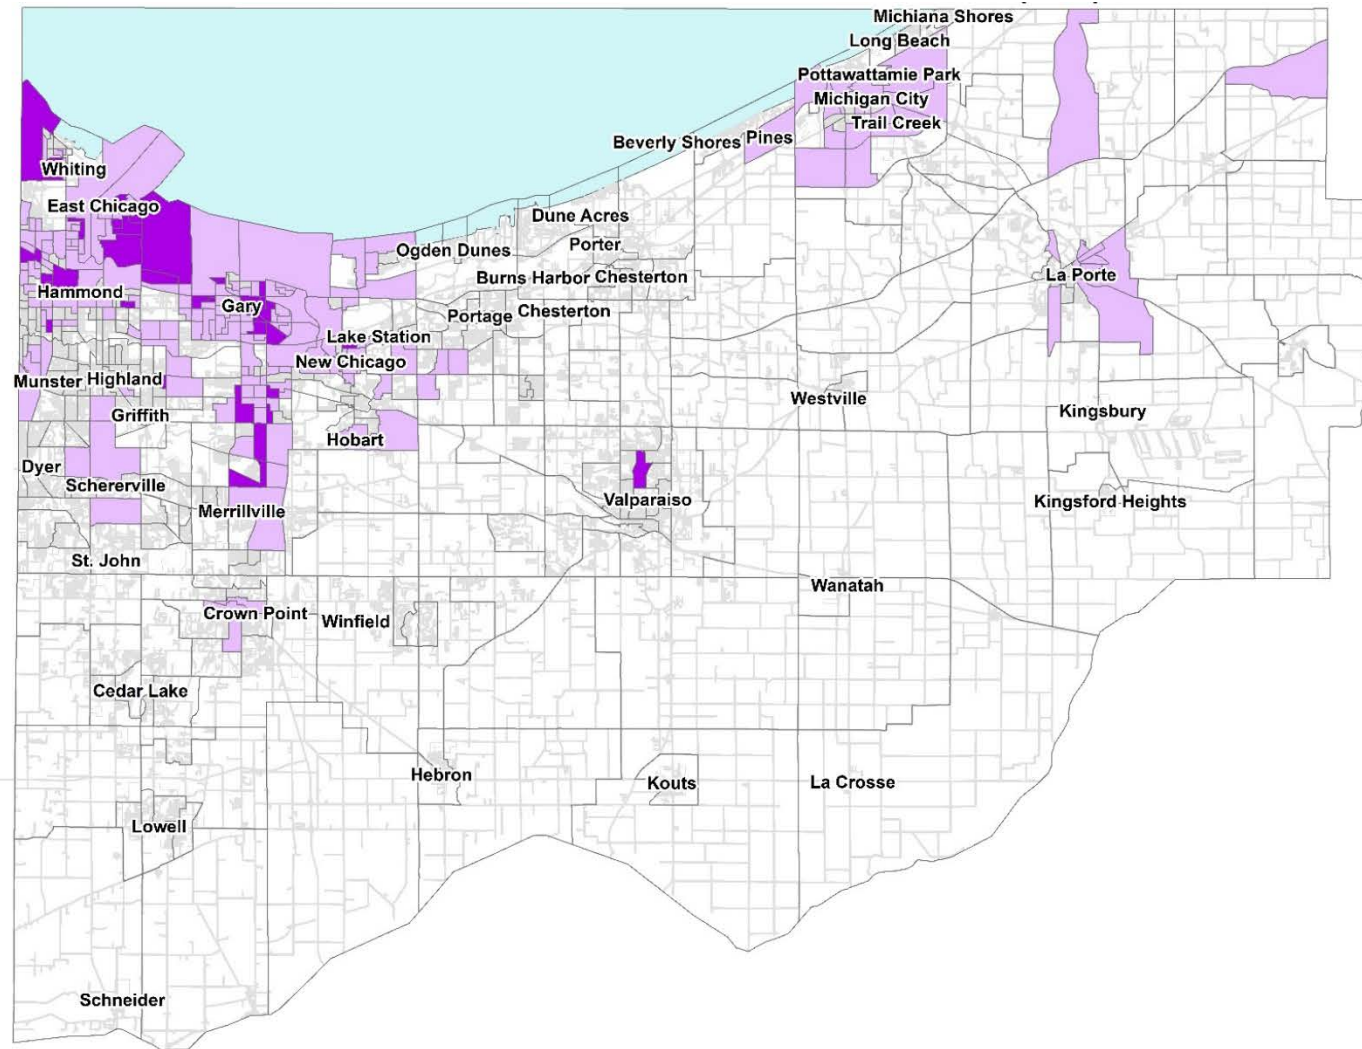 Michiana Shores
Long Beach
Pottawattamie Park
Michigan City
Trail Creek
Beverly Shores
Pines
Whiting
East Chicago
Dune Acres
Ogden Dunes
Porter
Burns Harbor
Chesterton
La Porte
Hammond
Gary
Portage
Chesterton
Lake Station
New Chicago
Munster
Highland
Westville
Griffith
Kingsbury
Hobart
Dyer
Schererville
Valparaiso
Kingsford Heights
Merrillville
St. John
Wanatah
Crown Point
Winfield
Cedar Lake
Hebron
Kouts
La Crosse
Lowell
Schneider